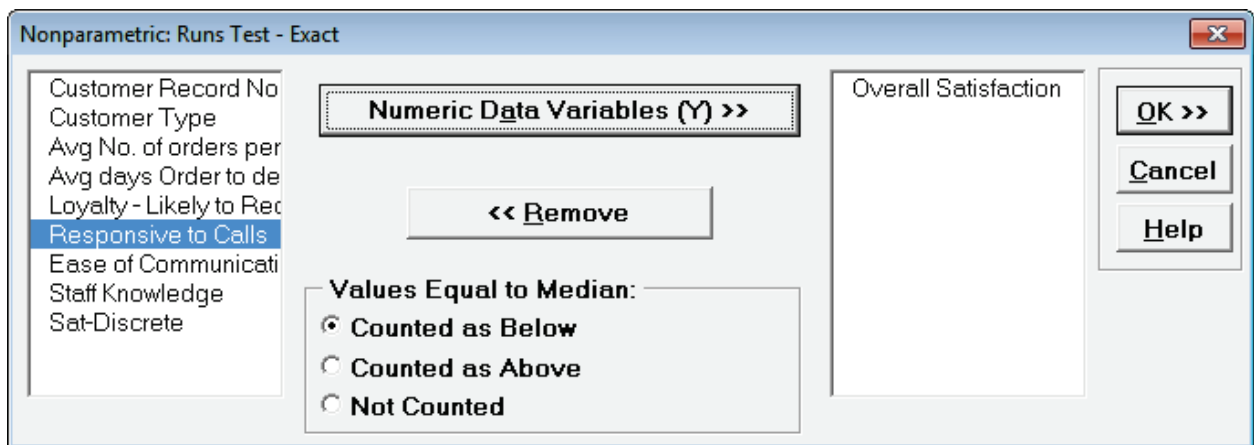 Nonparametric: Runs Test - Exact
Customer Record No
Customer Type
Avg No. of orders per
Avg days Order to de
Loyalty - Likely to Rec
Responsive to Calls
Ease of Communicati
Staff Knowledge
Sat-Discrete
Numeric Data Variables (Y) >>
<< Remove
Values Equal to Median:
Counted as Below
Counted as Above
Not Counted
Overall Satisfaction
OK >>
Cancel
Help